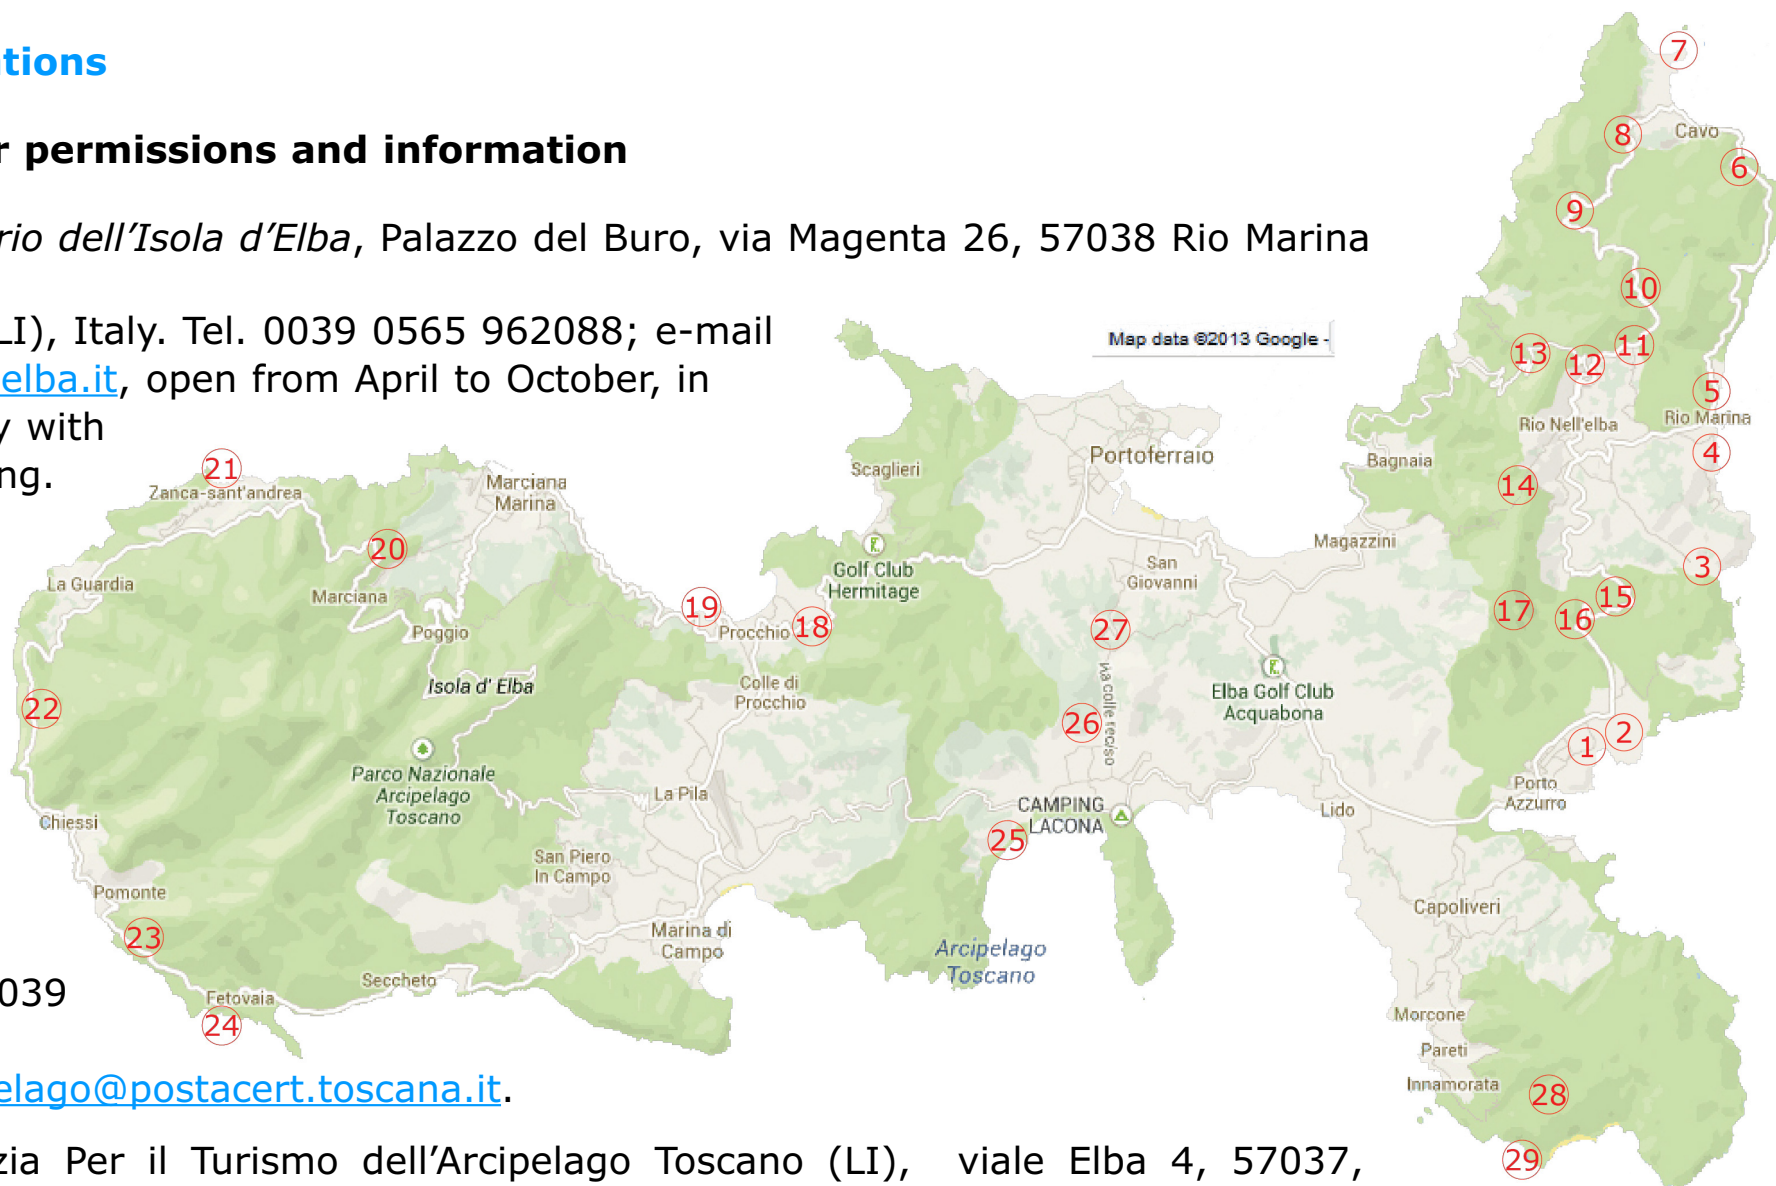 tions
r permissions and information
rio dell’Isola d’Elba, Palazzo del Buro, via Magenta 26, 57038 Rio Marina
LI), Italy. Tel. 0039 0565 962088; e-mail
elba.it, open from April to October, in
y with
ng.
039
elago@postacert.toscana.it.
zia Per il Turismo dell’Arcipelago Toscano (LI), viale Elba 4, 57037,
Map data ©2013 Google -
7
8
Cavo
6
9
10
13
12
11
5
Rio Nell'elba
Rio Marina
4
Bagnaia
14
Portoferraio
Scaglieri
Magazzini
3
San
Giovanni
Golf Club
Hermitage
15
16
17
21
Zanca-sant'andrea
Marciana
Marina
20
La Guardia
Marciana
Poggio
19
Procchio
18
27
Isola d' Elba
Colle di
Procchio
via colle reciso
Elba Golf Club
Acquabona
22
26
1
2
Parco Nazionale
Arcipelago
Toscano
La Pila
Porto
Azzurro
CAMPING
LACONA
Lido
Chiessi
25
San Piero
In Campo
Pomonte
Capoliveri
23
Marina di
Campo
Arcipelago
Toscano
Seccheto
Fetovaia
24
Morcone
Pareti
Innamorata
28
29